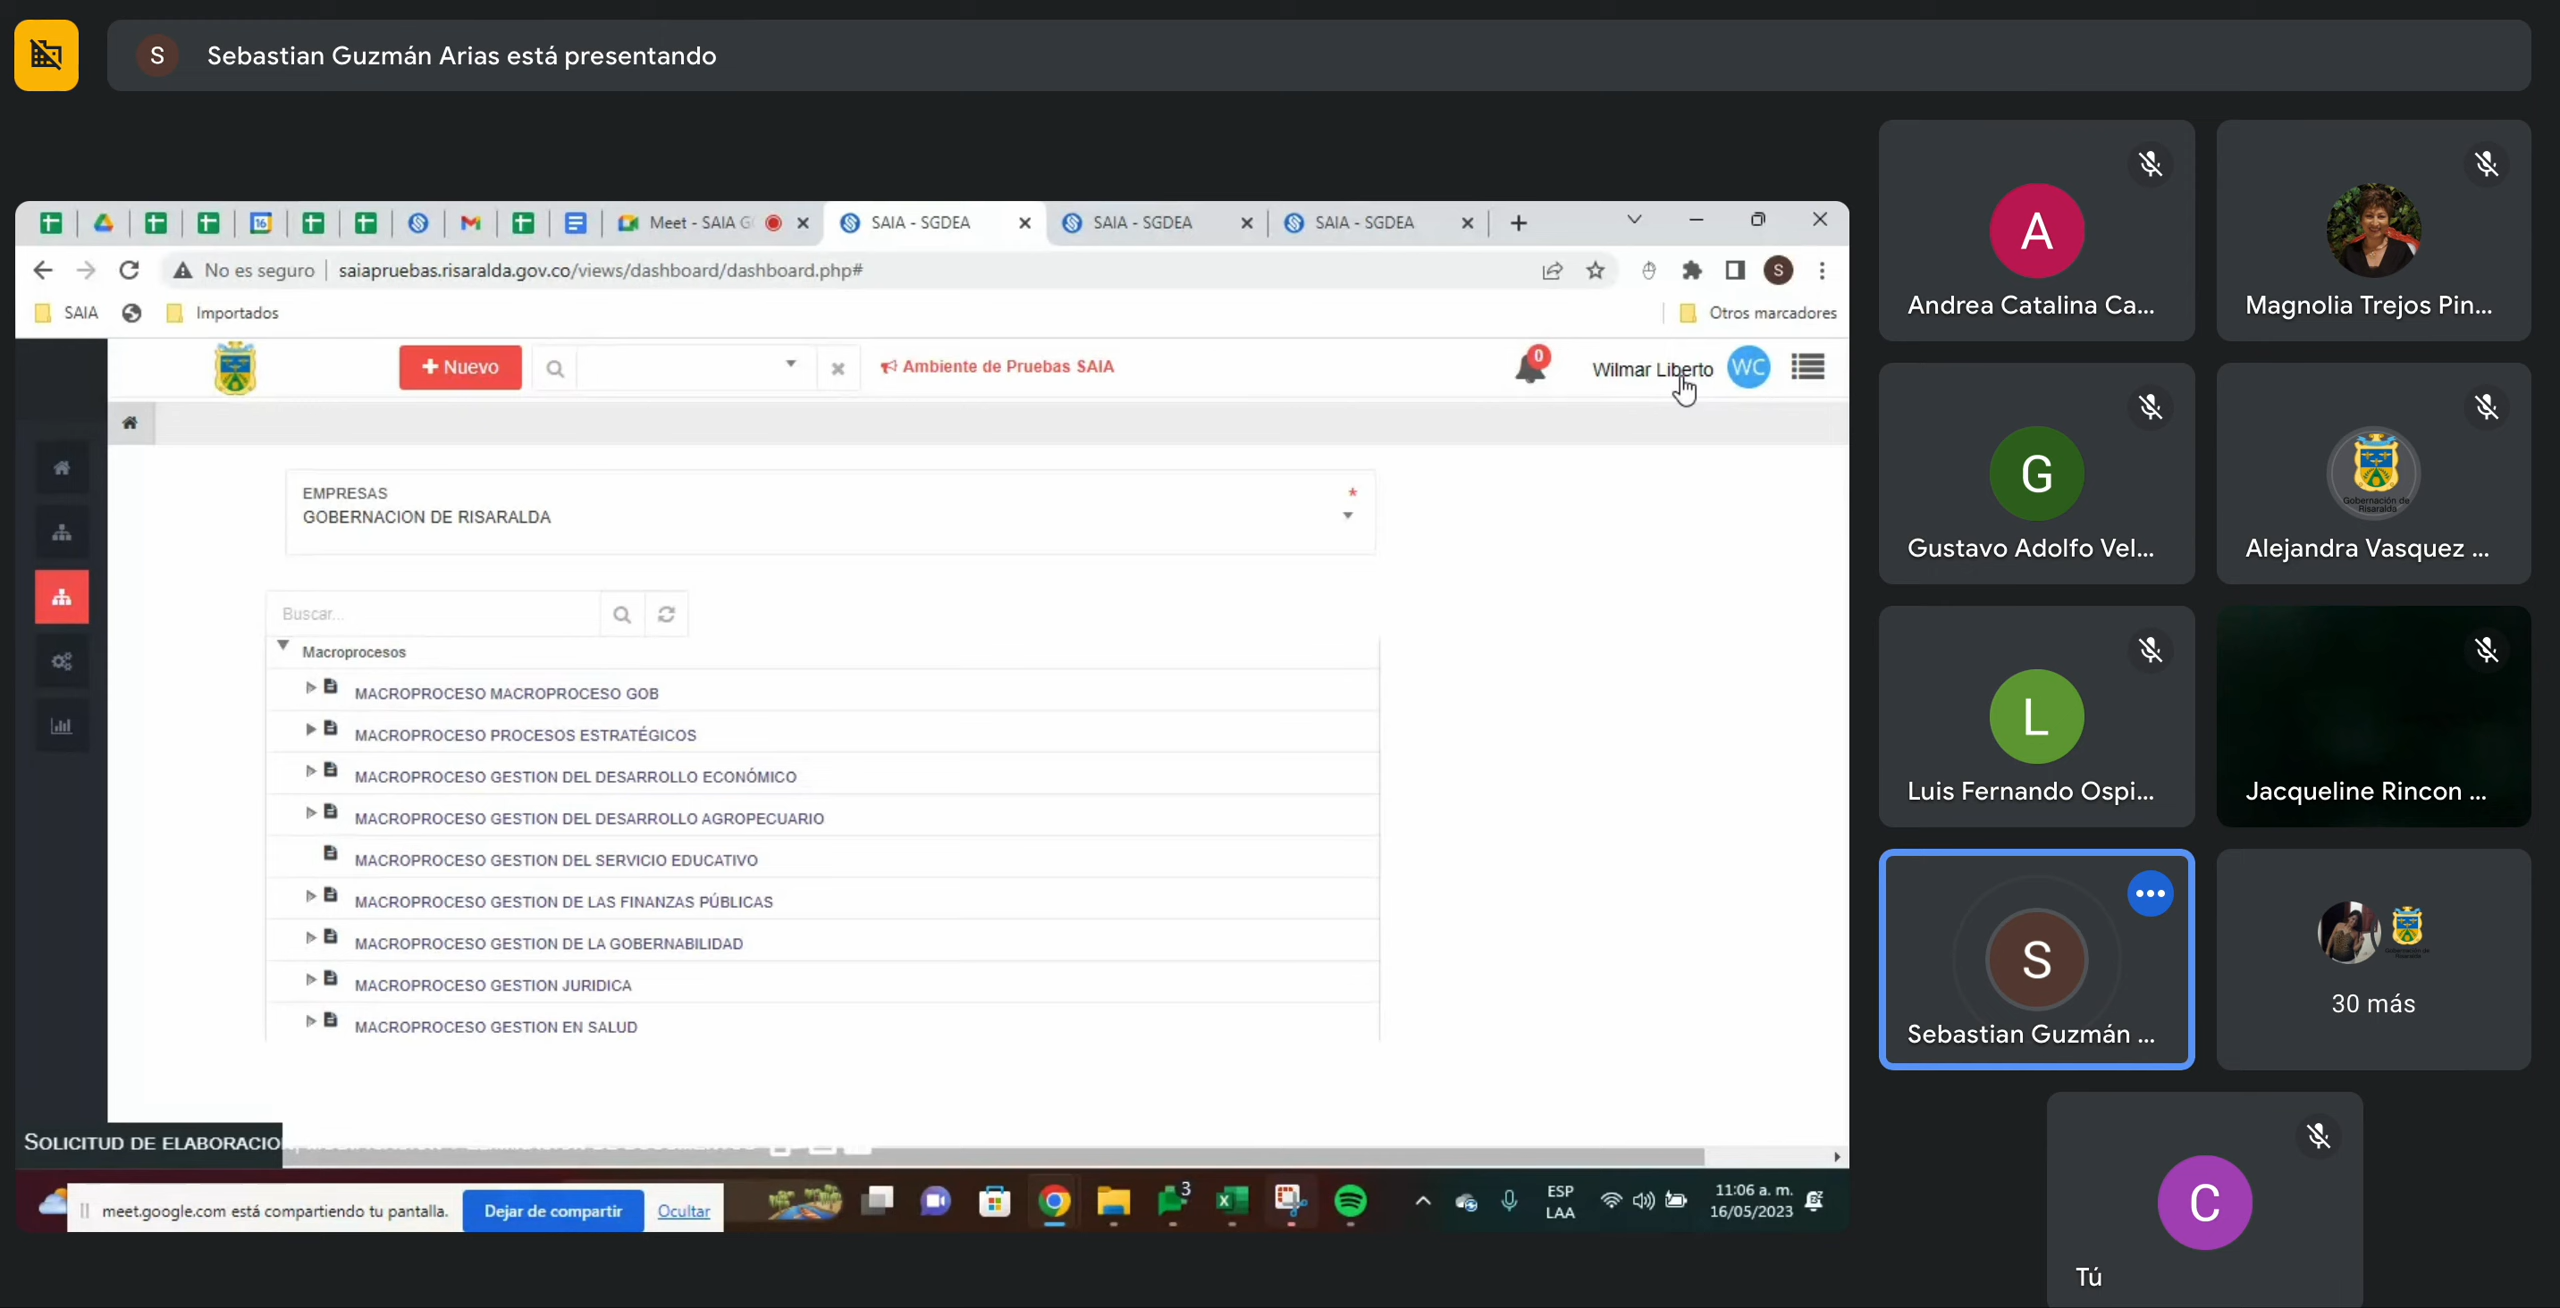 S Sebastian Guzmán Arias está presentando
Meet - SAIA G
SAIA - SGDEA
SAIA - SGDEA
SAIA - SGDEA
No es seguro
saiapruebas.risaralda.gov.co/views/dashboard/dashboard.php#
S
SAIA
Importados
Otros marcadores
Nuevo
Ambiente de Pruebas SAIA
0
Wilmar Liberto
WC
EMPRESAS *
GOBERNACION DE RISARALDA
Buscar...
Macroprocesos
MACROPROCESO MACROPROCESO GOB
MACROPROCESO PROCESOS ESTRATÉGICOS
MACROPROCESO GESTION DEL DESARROLLO ECONÓMICO
MACROPROCESO GESTION DEL DESARROLLO AGROPECUARIO
MACROPROCESO GESTION DEL SERVICIO EDUCATIVO
MACROPROCESO GESTION DE LAS FINANZAS PÚBLICAS
MACROPROCESO GESTION DE LA GOBERNABILIDAD
MACROPROCESO GESTION JURIDICA
MACROPROCESO GESTION EN SALUD
SOLICITUD DE ELABORACIO
meet.google.com está compartiendo tu pantalla.
Dejar de compartir
Ocultar
3
ESP
LAA
11:06 a. m.
16/05/2023
A
Andrea Catalina Ca...
Magnolia Trejos Pin...
G
Gustavo Adolfo Vel...
Gobernación de
Risaralda
Alejandra Vasquez ...
L
Luis Fernando Ospi...
Jacqueline Rincon ...
S
Sebastian Guzmán ...
30 más
C
Tú